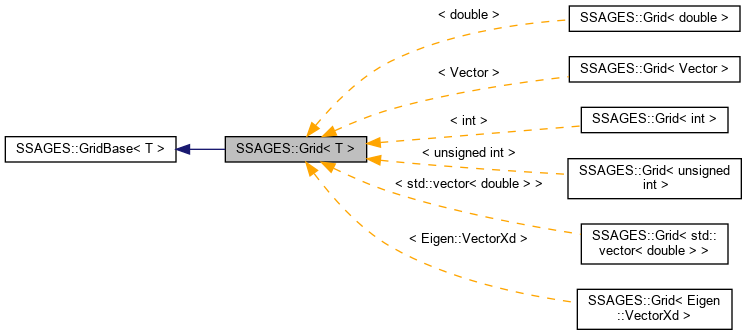 SSAGES::GridBase< T >
SSAGES::Grid< T >
< double >
SSAGES::Grid< double >
< Vector >
SSAGES::Grid< Vector >
< int >
SSAGES::Grid< int >
< unsigned int >
SSAGES::Grid< unsigned
int >
< std::vector< double > >
SSAGES::Grid< std::
vector< double > >
< Eigen::VectorXd >
SSAGES::Grid< Eigen
::VectorXd >